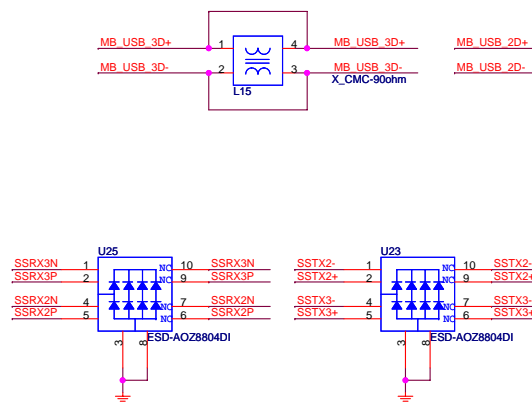 MB_USB_3D+ 1 4 MB_USB_3D+ MB_USB_2D+
MB_USB_3D- 2 3 MB_USB_3D- MB_USB_2D-
X_CMC-90ohm
L15
U25 U23
SSRX3N 1 NC 10 SSRX3N SSTX2- 1 NC 10 SSTX2-
SSRX3P 2 NC 9 SSRX3P SSTX2+ 2 NC 9 SSTX2+
SSRX2N 4 NC 7 SSRX2N SSTX3- 4 NC 7 SSTX3-
SSRX2P 5 NC 6 SSRX2P SSTX3+ 5 NC 6 SSTX3+
ESD-AOZ8804DI ESD-AOZ8804DI
3 8 3 8